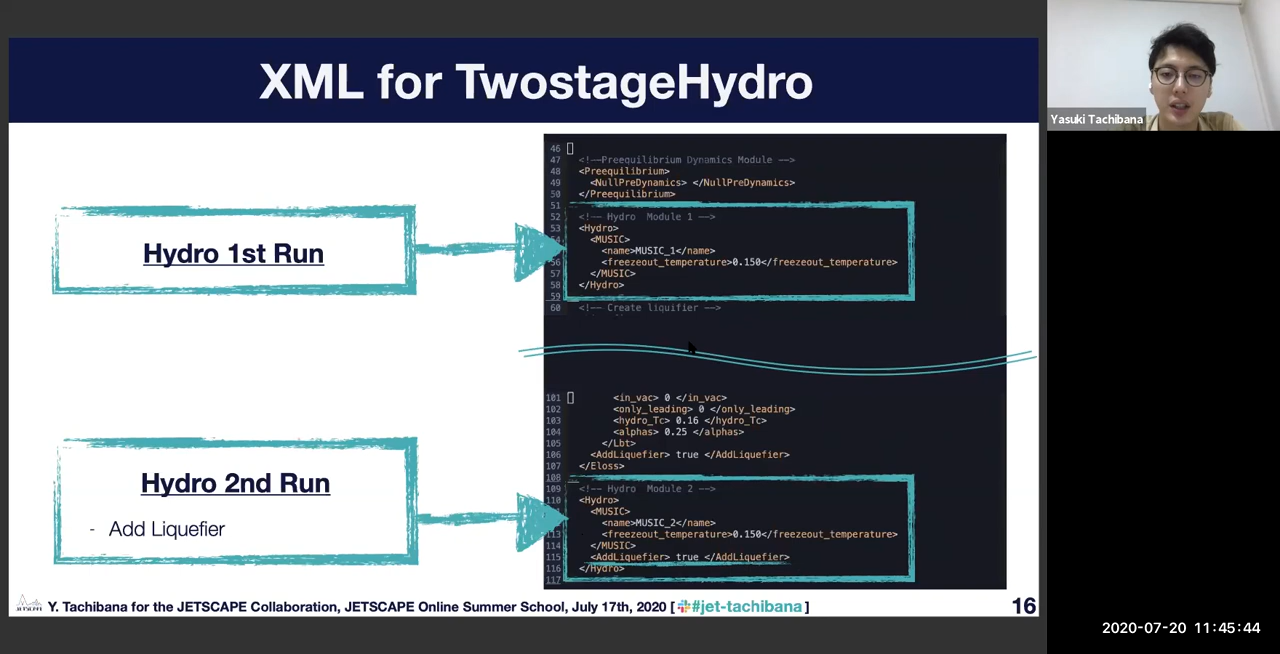 XML for TwostageHydro
Yasuki Tachibana
Hydro 1st Run
46
47 <!--Preequilibrium Dynamics Module -->
48 <Preequilibrium>
49 <NullPreDynamics> </NullPreDynamics>
50 </Preequilibrium>
51
52 <!-- Hydro Module 1 -->
53 <Hydro>
<MUSIC>
<name>MUSIC_1</name>
56 <freezeout_temperature>0.150</freezeout_temperature>
57 </MUSIC>
58 </Hydro>
59
60 <!-- Create liquifier -->
Hydro 2nd Run
- Add Liquefier
101 <in_vac> 0 </in_vac>
102 <only_leading> 0 </only_leading>
103 <hydro_Tc> 0.16 </hydro_Tc>
104 <alphas> 0.25 </alphas>
105 </Lbt>
106 <AddLiquefier> true </AddLiquefier>
107 </Eloss>
108
109 <!-- Hydro Module 2 -->
110 <Hydro>
<MUSIC>
<name>MUSIC_2</name>
113 <freezeout_temperature>0.150</freezeout_temperature>
114 </MUSIC>
115 <AddLiquefier> true </AddLiquefier>
116 </Hydro>
117
JETSCAPE
Y. Tachibana for the JETSCAPE Collaboration, JETSCAPE Online Summer School, July 17th, 2020 [ #jet-tachibana ]
16
2020-07-20 11:45:44